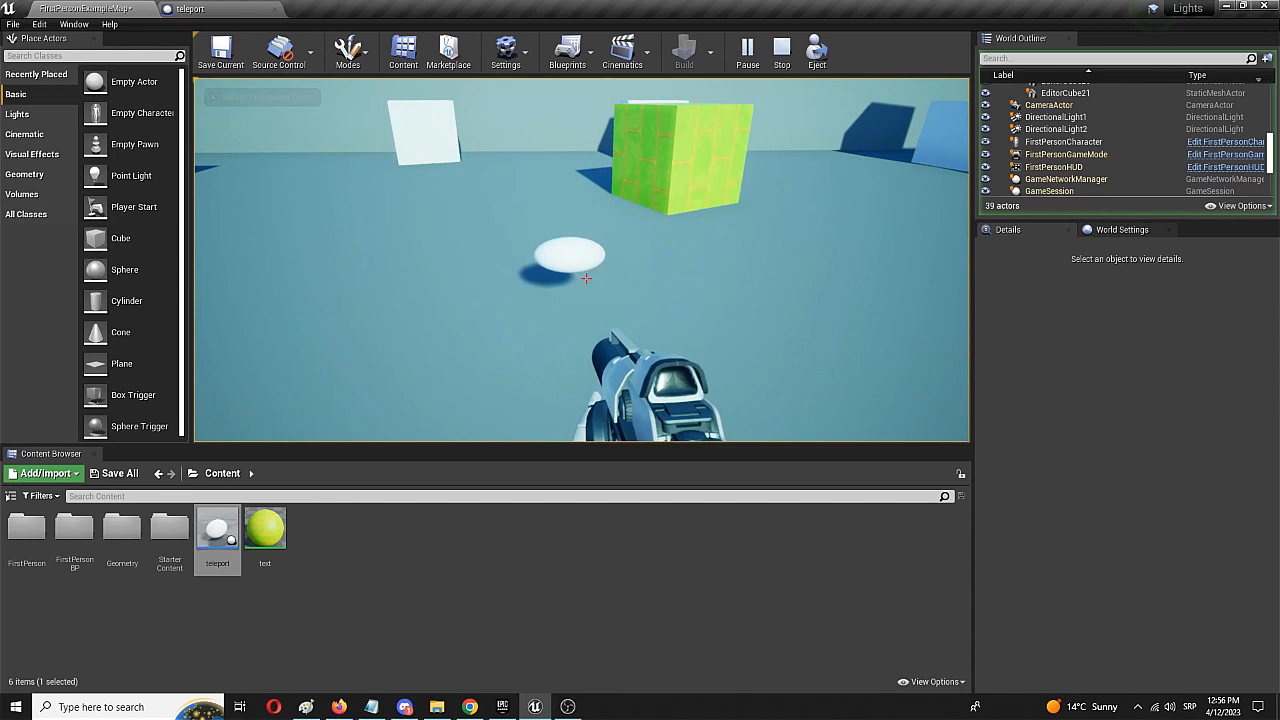 FirstPersonExampleMap*
teleport
Lights
File Edit Window Help
Place Actors
Search Classes
Recently Placed
Basic
Lights
Cinematic
Visual Effects
Geometry
Volumes
All Classes
Empty Actor
Empty Character
Empty Pawn
Point Light
Player Start
Cube
Sphere
Cylinder
Cone
Plane
Box Trigger
Sphere Trigger
Save Current
Source Control
Modes
Content
Marketplace
Settings
Blueprints
Cinematics
Build
Pause
Stop
Eject
World Outliner
Search...
Label Type
EditorCube21 StaticMeshActor
CameraActor CameraActor
DirectionalLight1 DirectionalLight
DirectionalLight2 DirectionalLight
FirstPersonCharacter Edit FirstPersonCha
FirstPersonGameMode Edit FirstPersonGam
FirstPersonHUD Edit FirstPersonHUD
GameNetworkManager GameNetworkManage
GameSession GameSession
39 actors
View Options
Details
World Settings
Select an object to view details.
Content Browser
Add/Import
Save All
Content
Filters
Search Content
FirstPerson
FirstPerson
BP
Geometry
Starter
Content
teleport
text
6 items (1 selected)
View Options
Type here to search
14°C Sunny
SRP
12:56 PM
4/12/2023